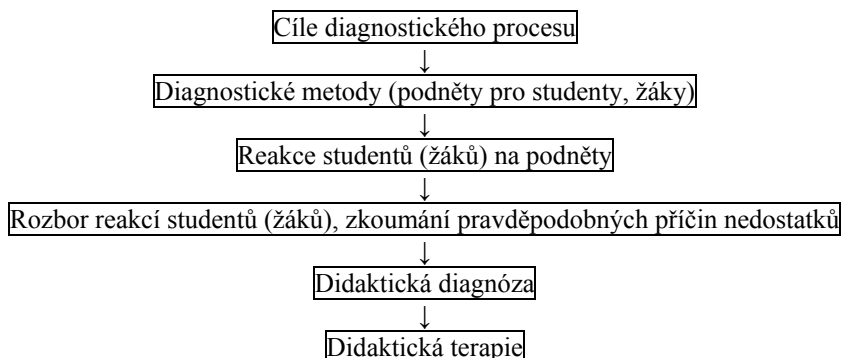 Cíle diagnostického procesu
↓
Diagnostické metody (podněty pro studenty, žáky)
↓
Reakce studentů (žáků) na podněty
↓
Rozbor reakcí studentů (žáků), zkoumání pravděpodobných příčin nedostatků
↓
Didaktická diagnóza
↓
Didaktická terapie